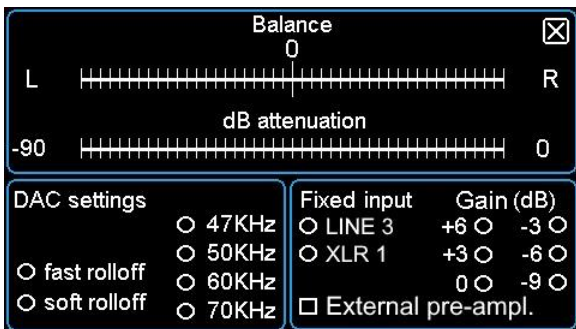 Balance
0
L R
dB attenuation
-90 0
DAC settings
47KHz
50KHz
fast rolloff 60KHz
soft rolloff 70KHz
Fixed input Gain (dB)
LINE 3 +6 -3
XLR 1 +3 -6
0 -9
External pre-ampl.